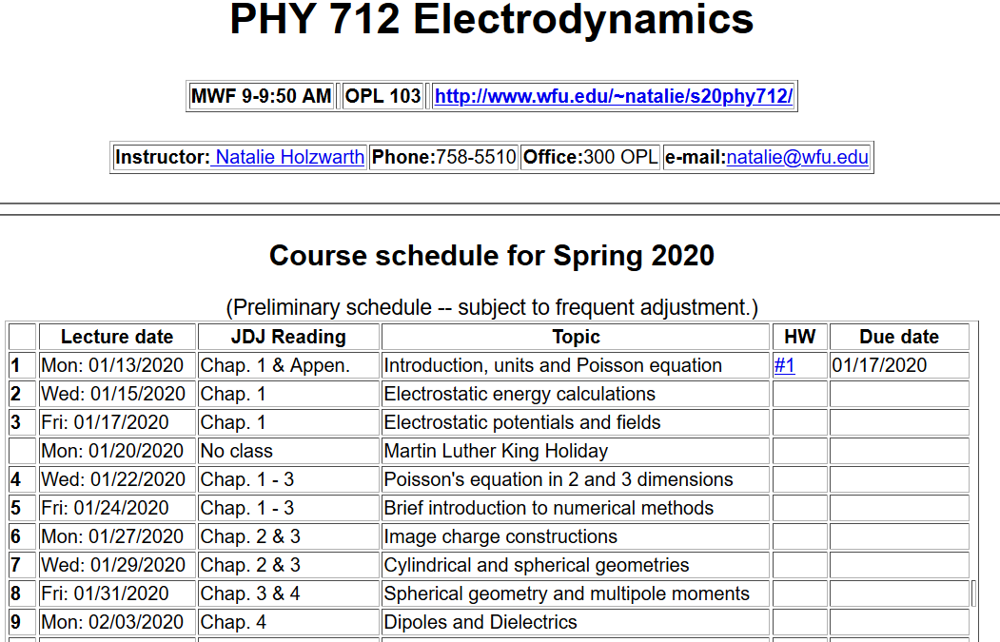 PHY 712 Electrodynamics
MWF 9-9:50 AM OPL 103 http://www.wfu.edu/~natalie/s20phy712/
Instructor: Natalie Holzwarth Phone:758-5510 Office:300 OPL e-mail:natalie@wfu.edu
Course schedule for Spring 2020
(Preliminary schedule -- subject to frequent adjustment.)
Lecture date JDJ Reading Topic HW Due date
1 Mon: 01/13/2020 Chap. 1 & Appen. Introduction, units and Poisson equation #1 01/17/2020
2 Wed: 01/15/2020 Chap. 1 Electrostatic energy calculations
3 Fri: 01/17/2020 Chap. 1 Electrostatic potentials and fields
Mon: 01/20/2020 No class Martin Luther King Holiday
4 Wed: 01/22/2020 Chap. 1 - 3 Poisson's equation in 2 and 3 dimensions
5 Fri: 01/24/2020 Chap. 1 - 3 Brief introduction to numerical methods
6 Mon: 01/27/2020 Chap. 2 & 3 Image charge constructions
7 Wed: 01/29/2020 Chap. 2 & 3 Cylindrical and spherical geometries
8 Fri: 01/31/2020 Chap. 3 & 4 Spherical geometry and multipole moments
9 Mon: 02/03/2020 Chap. 4 Dipoles and Dielectrics